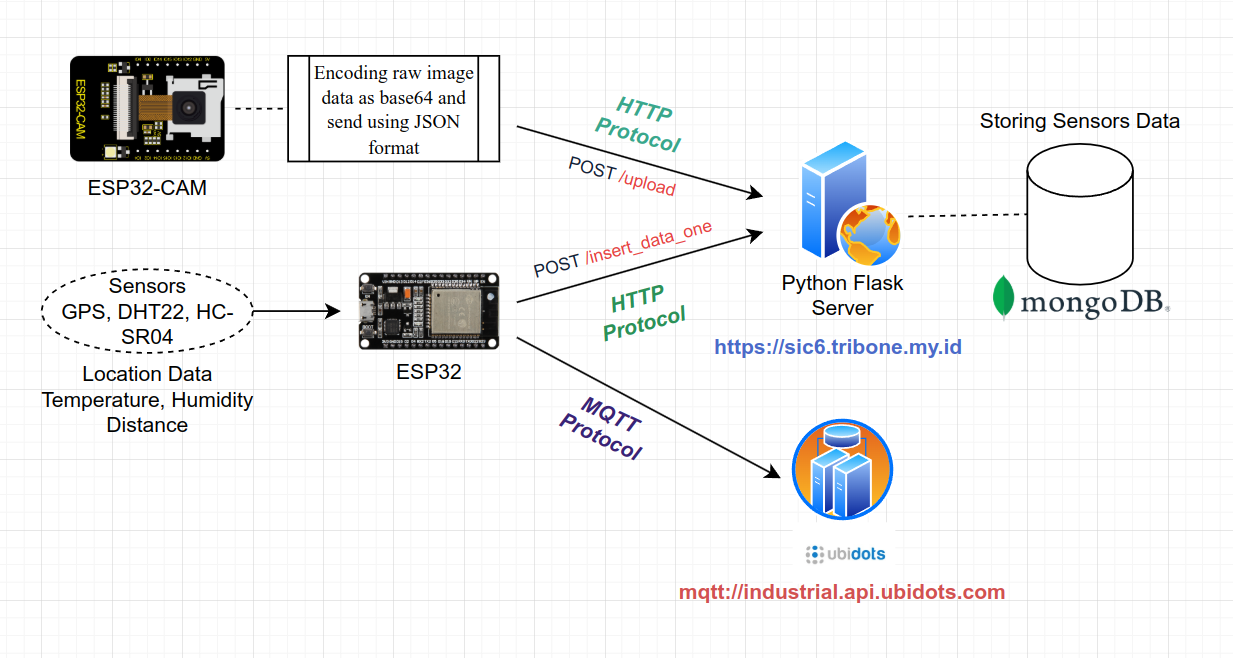 ESP32-CAM
Encoding raw image
data as base64 and
send using JSON
format
ESP32-CAM
HTTP
Protocol
POST /upload
Storing Sensors Data
POST /insert_data_one
HTTP
Protocol
Python Flask
Server
https://sic6.tribone.my.id
mongoDB®
Sensors
GPS, DHT22, HC-
SR04
Location Data
Temperature, Humidity
Distance
ESP32
MQTT
Protocol
ubidots
mqtt://industrial.api.ubidots.com